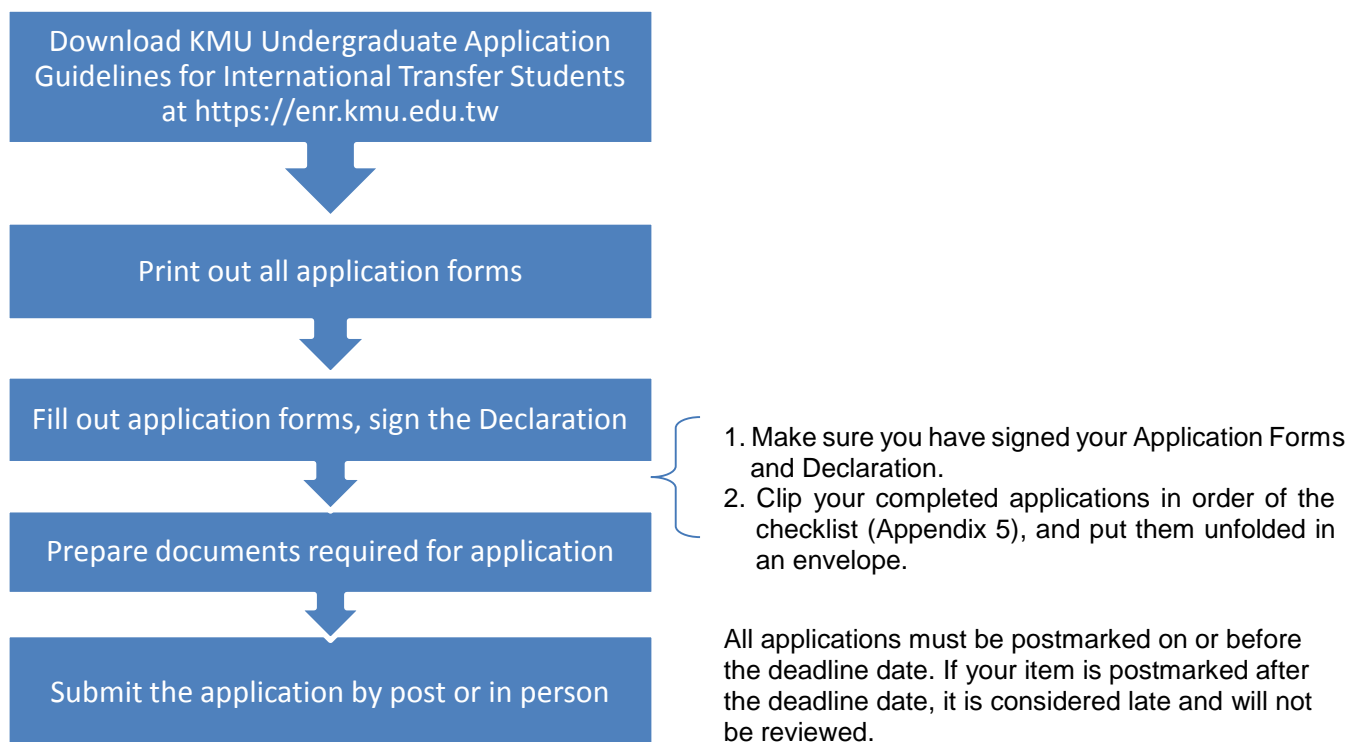 Download KMU Undergraduate Application
Guidelines for International Transfer Students
at https://enr.kmu.edu.tw
Print out all application forms
Fill out application forms, sign the Declaration
Prepare documents required for application
1. Make sure you have signed your Application Forms
and Declaration.
2. Clip your completed applications in order of the
checklist (Appendix 5), and put them unfolded in
an envelope.
Submit the application by post or in person
All applications must be postmarked on or before
the deadline date. If your item is postmarked after
the deadline date, it is considered late and will not
be reviewed.